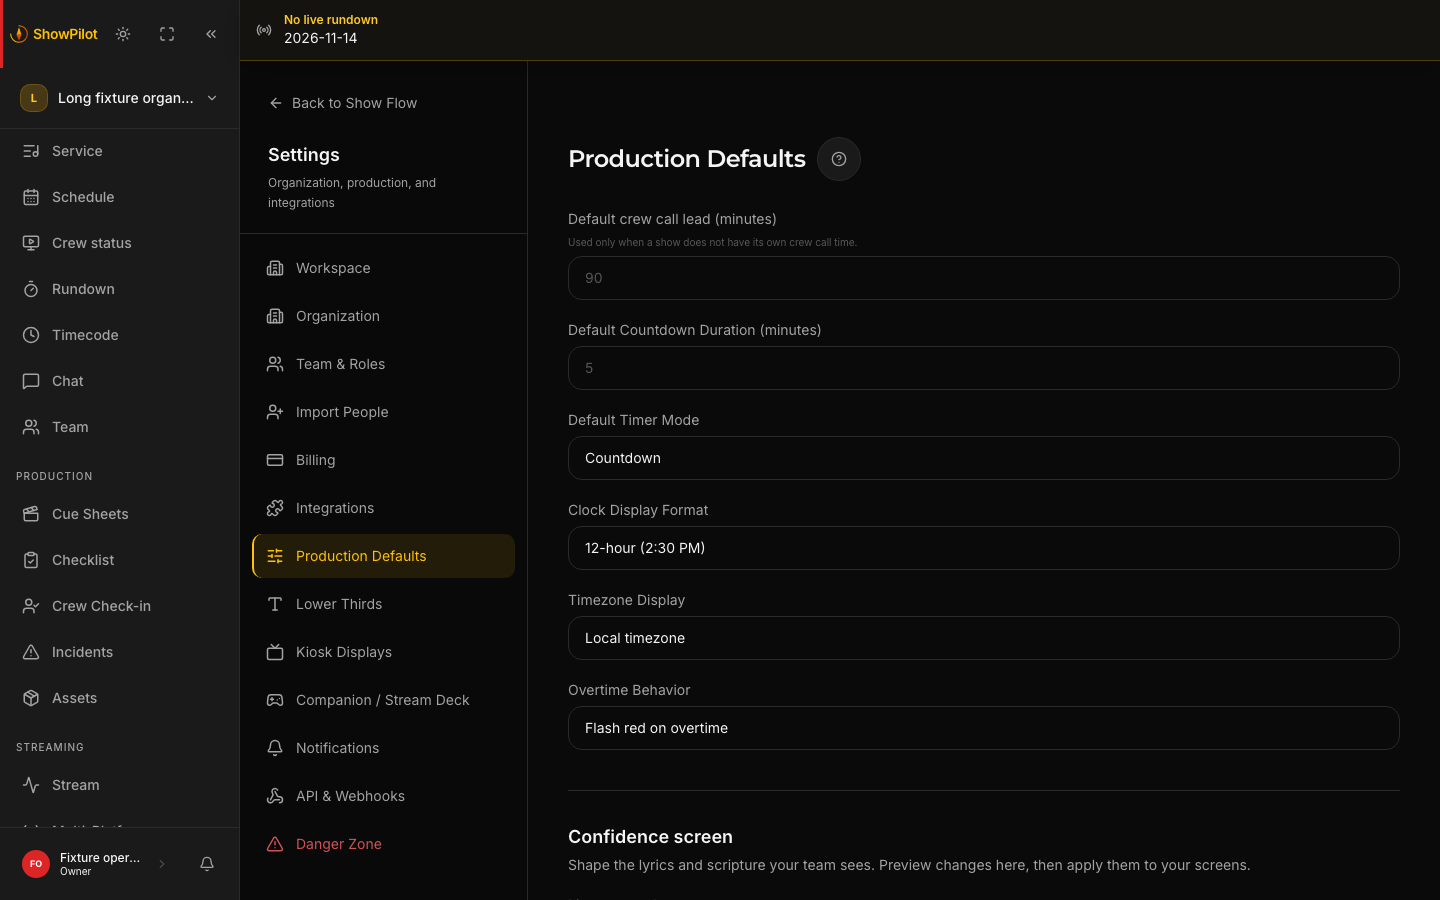 ShowPilot
No live rundown
2026-11-14
L
Long fixture organ...
Service
Schedule
Crew status
Rundown
Timecode
Chat
Team
PRODUCTION
Cue Sheets
Checklist
Crew Check-in
Incidents
Assets
STREAMING
Stream
FO
Fixture oper...
Owner
Back to Show Flow
Settings
Organization, production, and
integrations
Workspace
Organization
Team & Roles
Import People
Billing
Integrations
Production Defaults
Lower Thirds
Kiosk Displays
Companion / Stream Deck
Notifications
API & Webhooks
Danger Zone
Production Defaults
Default crew call lead (minutes)
Used only when a show does not have its own crew call time.
90
Default Countdown Duration (minutes)
5
Default Timer Mode
Countdown
Clock Display Format
12-hour (2:30 PM)
Timezone Display
Local timezone
Overtime Behavior
Flash red on overtime
Confidence screen
Shape the lyrics and scripture your team sees. Preview changes here, then apply them to your screens.